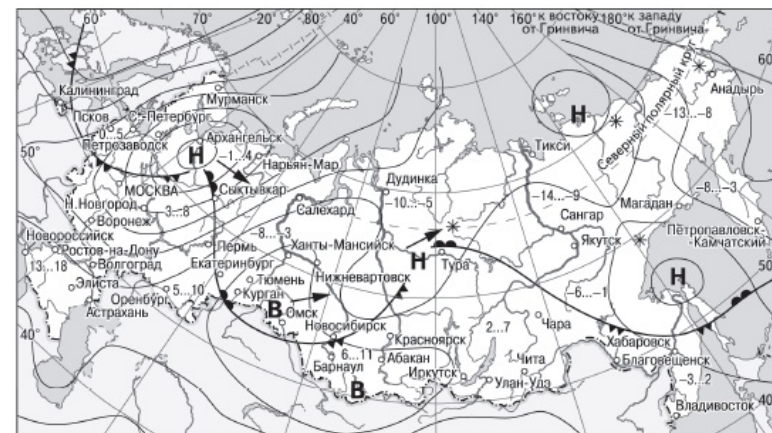 60° 70° 20° 80° 40° 60° 100° 140° 160° к востоку 180° к западу
от Гринвича от Гринвича
60°
Калининград
Мурманск
Анадырь
Псков С.-Петербург
Северный полярный круг
0...5
-13...-8
Петрозаводск
Архангельск
Н
Н
-1...4
Нарьян-Мар
Тикси
50°
МОСКВА
Сыктывкар
Дудинка
-14...-9
-8...-3
Н.Новгород
3...8
Салехард
-10...-5
Магадан
Воронеж
-8...-3
Сангар
Петропавловск-
Камчатский
Новороссийск
Пермь
Ханты-Мансийск
Якутск
Ростов-на-Дону
Екатеринбург
Н
Тура
Н
50°
Волгоград
Тюмень
Нижневартовск
13...18
Элиста
Оренбург
5...10
Курган
В
Омск
-6...-1
Астрахань
Новосибирск
2...7
Чара
40°
Красноярск
Хабаровск
6...11
Абакан
Чита
Благовещенск
Барнаул
Иркутск
Улан-Удэ
-3...2
В
Владивосток
40°